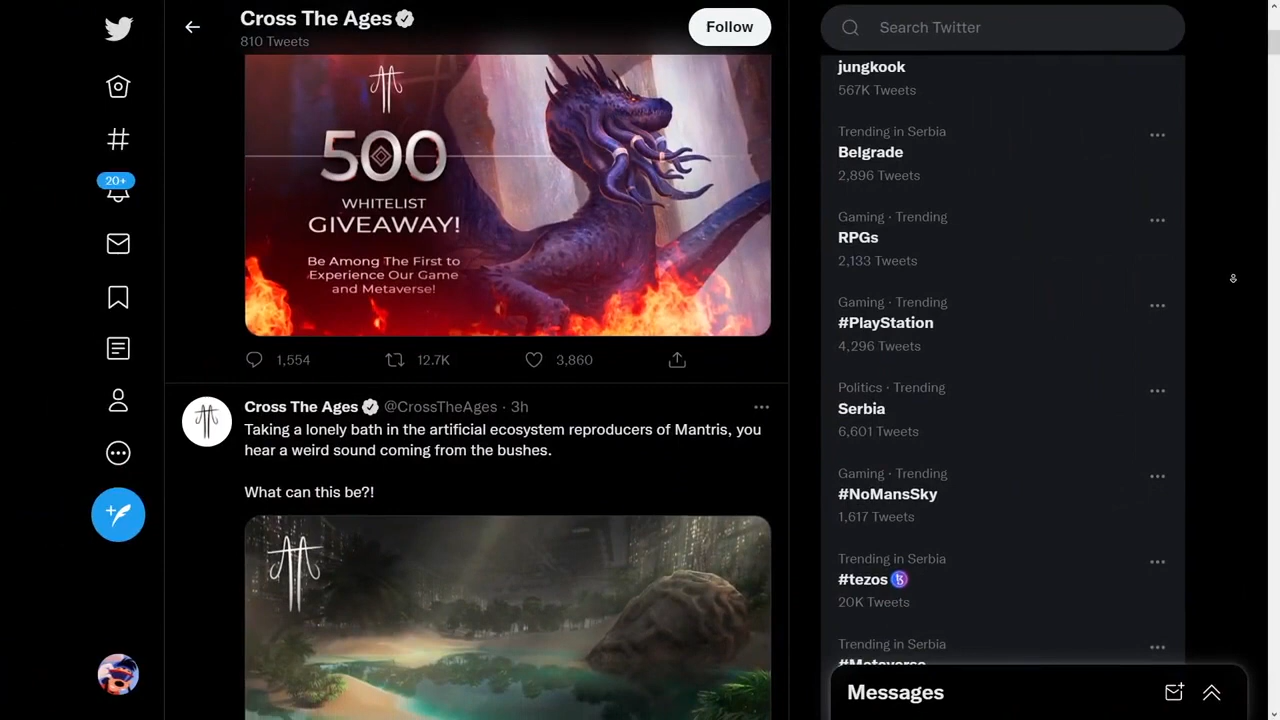 Cross The Ages
810 Tweets
Follow
500
WHITELIST
GIVEAWAY!
Be Among The First to
Experience Our Game
and Metaverse!
1,554
12.7K
3,860
Cross The Ages @CrossTheAges · 3h
Taking a lonely bath in the artificial ecosystem reproducers of Mantris, you
hear a weird sound coming from the bushes.
What can this be?!
20+
Search Twitter
jungkook
567K Tweets
Trending in Serbia
Belgrade
2,896 Tweets
Gaming · Trending
RPGs
2,133 Tweets
Gaming · Trending
#PlayStation
4,296 Tweets
Politics · Trending
Serbia
6,601 Tweets
Gaming · Trending
#NoMansSky
1,617 Tweets
Trending in Serbia
#tezos
20K Tweets
Trending in Serbia
#Metaverse
Messages